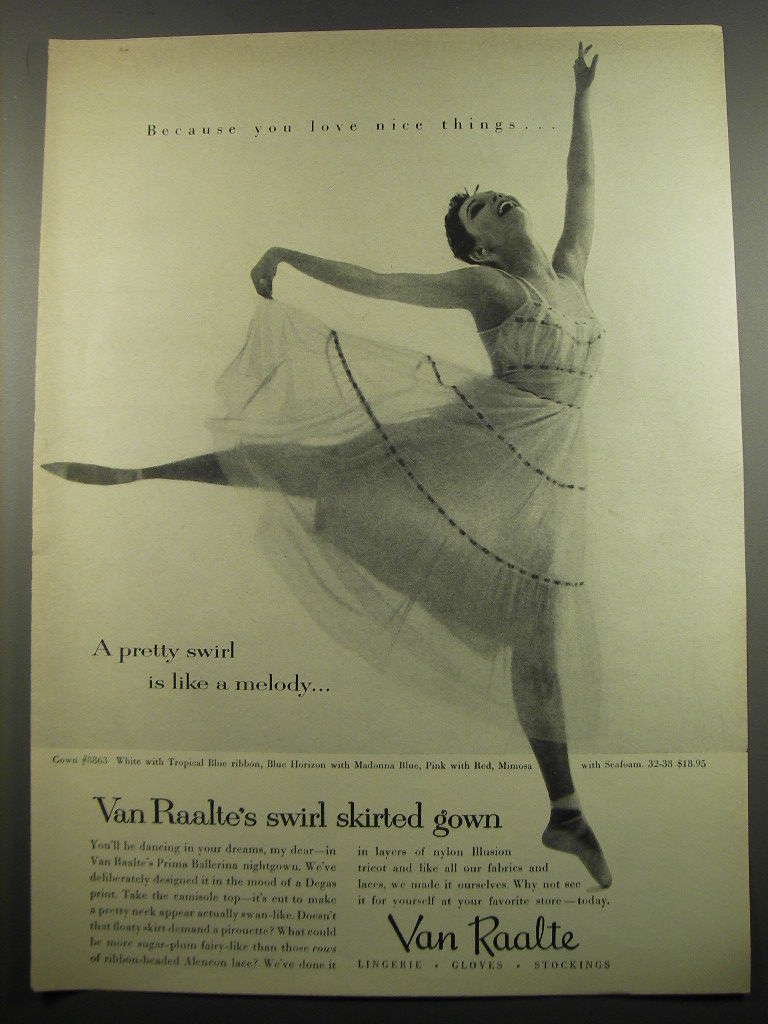 Because you love nice things...
A pretty swirl
is like a melody...
Gown #8863 White with Tropical Blue ribbon, Blue Horizon with Madonna Blue, Pink with Red, Mimosa with Seafoam. 32-38 $18.95
Van Raalte's swirl skirted gown
You'll be dancing in your dreams, my dear—in
Van Raalte's Prima Ballerina nightgown. We've
deliberately designed it in the mood of a Degas
print. Take the camisole top—it's cut to make
a pretty neck appear actually swan-like. Doesn't
that floaty skirt demand a pirouette? What could
be more sugar-plum fairy-like than those rows
of ribbon-beaded Alencon lace? We've done it
in layers of nylon Illusion
tricot and like all our fabrics and
laces, we made it ourselves. Why not see
it for yourself at your favorite store—today.
Van Raalte
LINGERIE • GLOVES • STOCKINGS